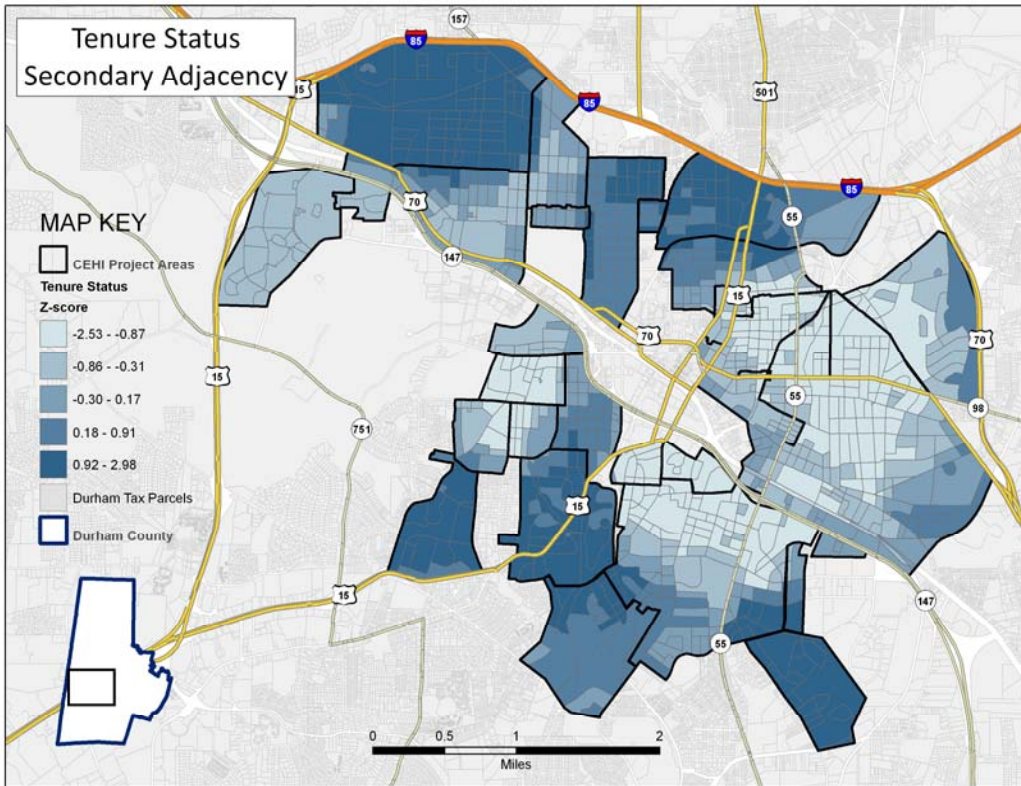 Tenure Status
Secondary Adjacency
157
85
15
85
501
85
55
MAP KEY
CEHI Project Areas
Tenure Status
Z-score
-2.53 - -0.87
-0.86 - -0.31
-0.30 - 0.17
0.18 - 0.91
0.92 - 2.98
Durham Tax Parcels
Durham County
70
147
15
70
70
15
55
98
751
15
15
147
55
0 0.5 1 2
Miles